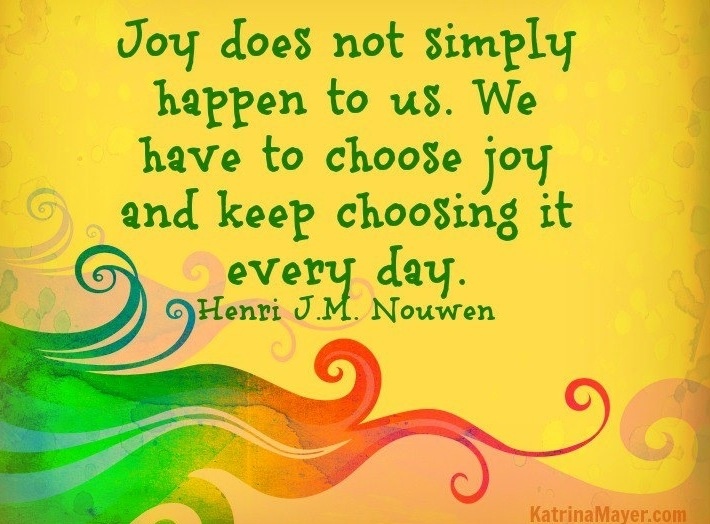 Joy does not simply
happen to us. We
have to choose joy
and keep choosing it
every day.
Henri J.M. Nouwen
KatrinaMayer.com